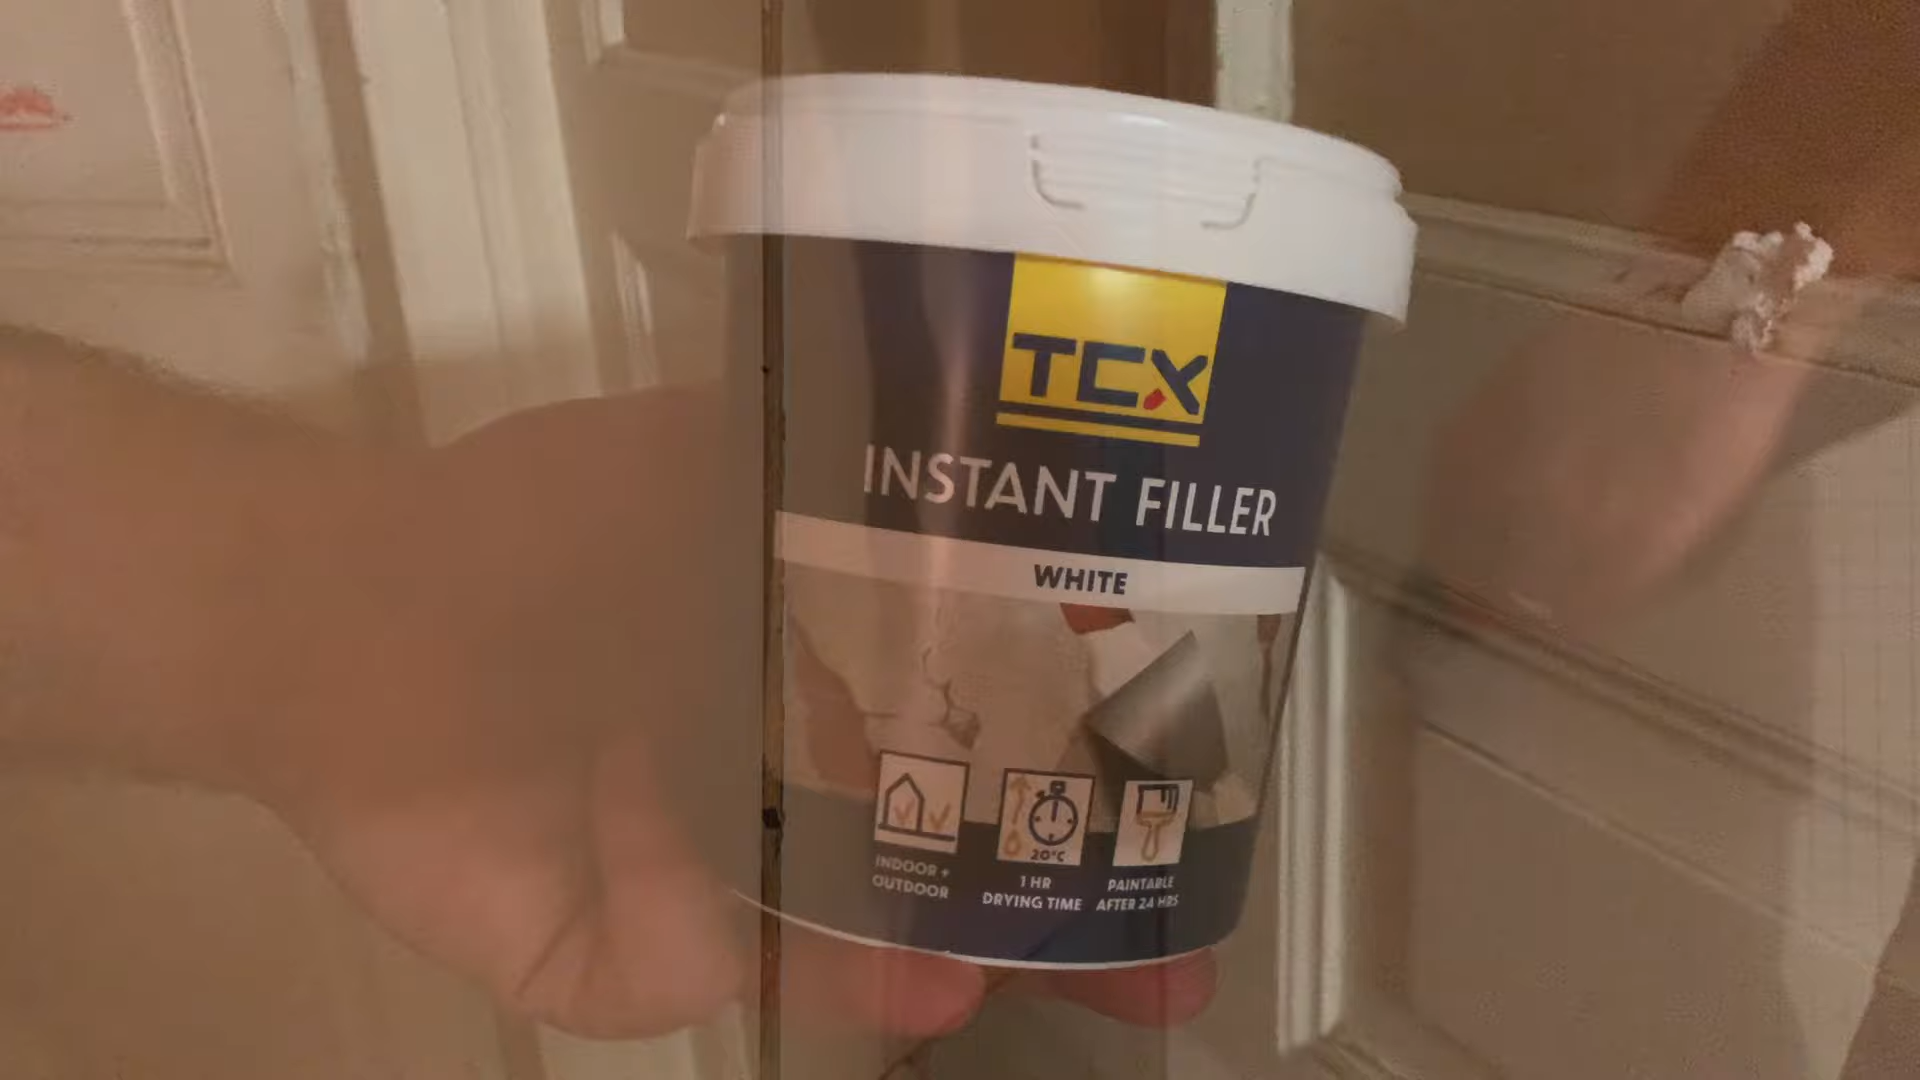 TCX
INSTANT FILLER
WHITE
20°C
INDOOR +
OUTDOOR
1 HR
DRYING TIME
PAINTABLE
AFTER 24 HRS